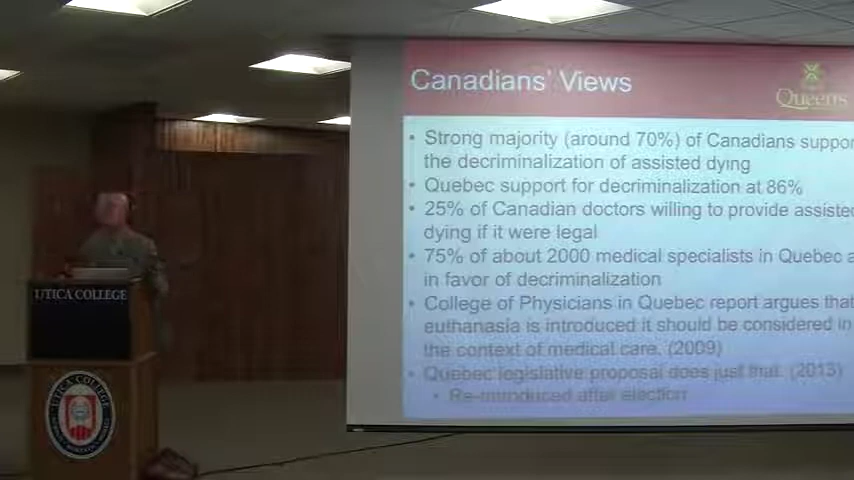 Canadians' Views
Queen's
• Strong majority (around 70%) of Canadians suppor
the decriminalization of assisted dying
• Quebec support for decriminalization at 86%
• 25% of Canadian doctors willing to provide assiste
dying if it were legal
• 75% of about 2000 medical specialists in Quebec a
in favor of decriminalization
• College of Physicians in Quebec report argues that
euthanasia is introduced it should be considered in
the context of medical care. (2009)
• Quebec legislative proposal does just that. (2013)
• Re-introduced after election
UTICA COLLEGE
UTICA COLLEGE